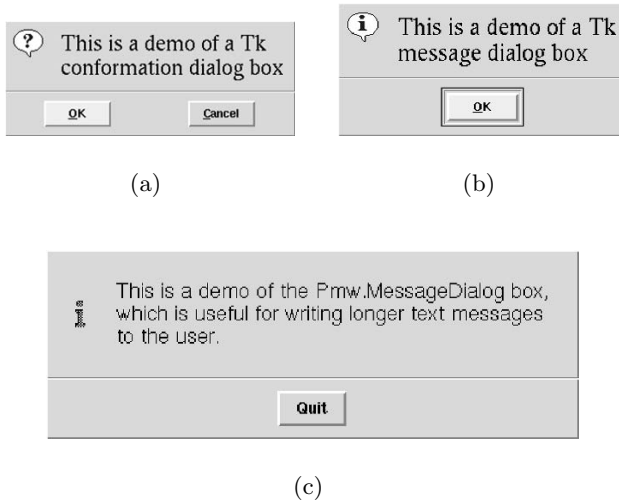 ? This is a demo of a Tk
conformation dialog box
OK Cancel
(a)
i This is a demo of a Tk
message dialog box
OK
(b)
i This is a demo of the Pmw.MessageDialog box,
which is useful for writing longer text messages
to the user.
Quit
(c)